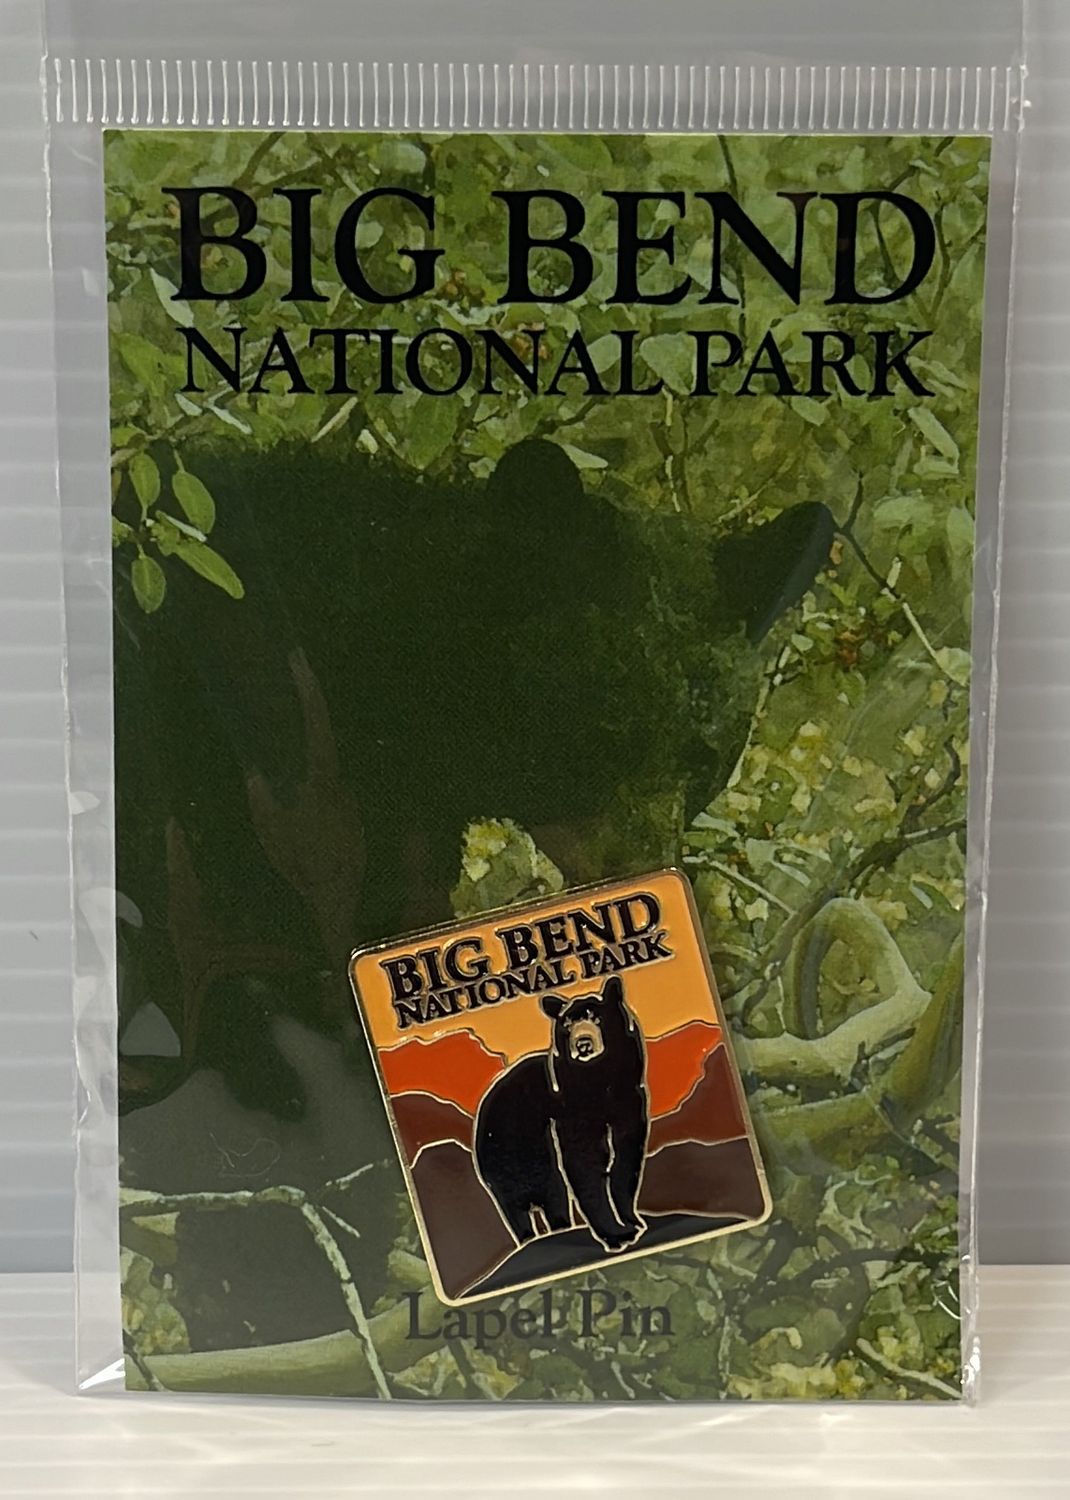 BIG BEND
NATIONAL PARK
BIG BEND
NATIONAL PARK
Lapel Pin